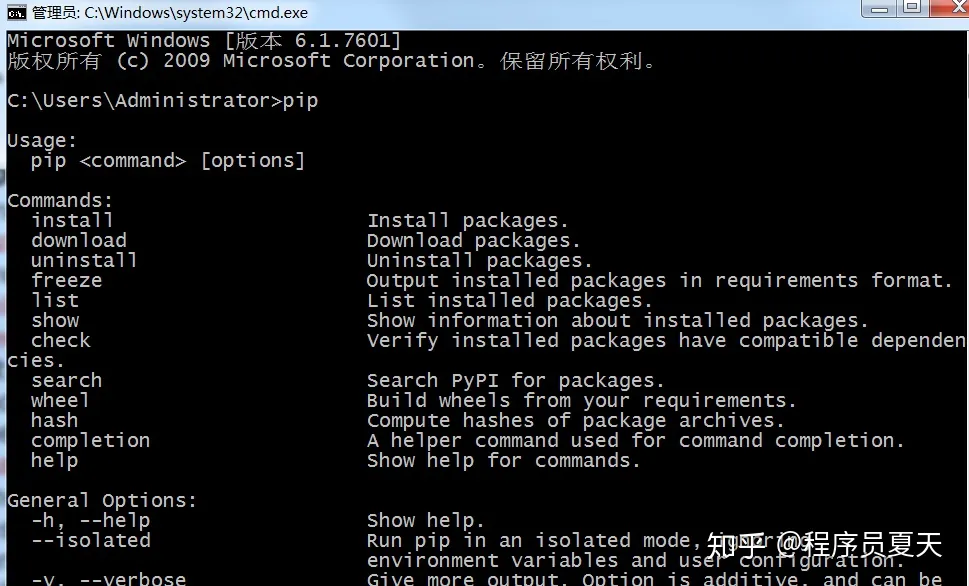 管理员: C:\Windows\system32\cmd.exe
Microsoft Windows [版本 6.1.7601]
版权所有 (c) 2009 Microsoft Corporation。保留所有权利。
C:\Users\Administrator>pip
Usage:
pip <command> [options]
Commands:
install Install packages.
download Download packages.
uninstall Uninstall packages.
freeze Output installed packages in requirements format.
list List installed packages.
show Show information about installed packages.
check Verify installed packages have compatible dependen
cies.
search Search PyPI for packages.
wheel Build wheels from your requirements.
hash Compute hashes of package archives.
completion A helper command used for command completion.
help Show help for commands.
General Options:
-h, --help Show help.
--isolated Run pip in an isolated mode,
environment variables and user configuration.
-v, --verbose Give more output. Option is additive, and can be
知乎 @程序员夏天